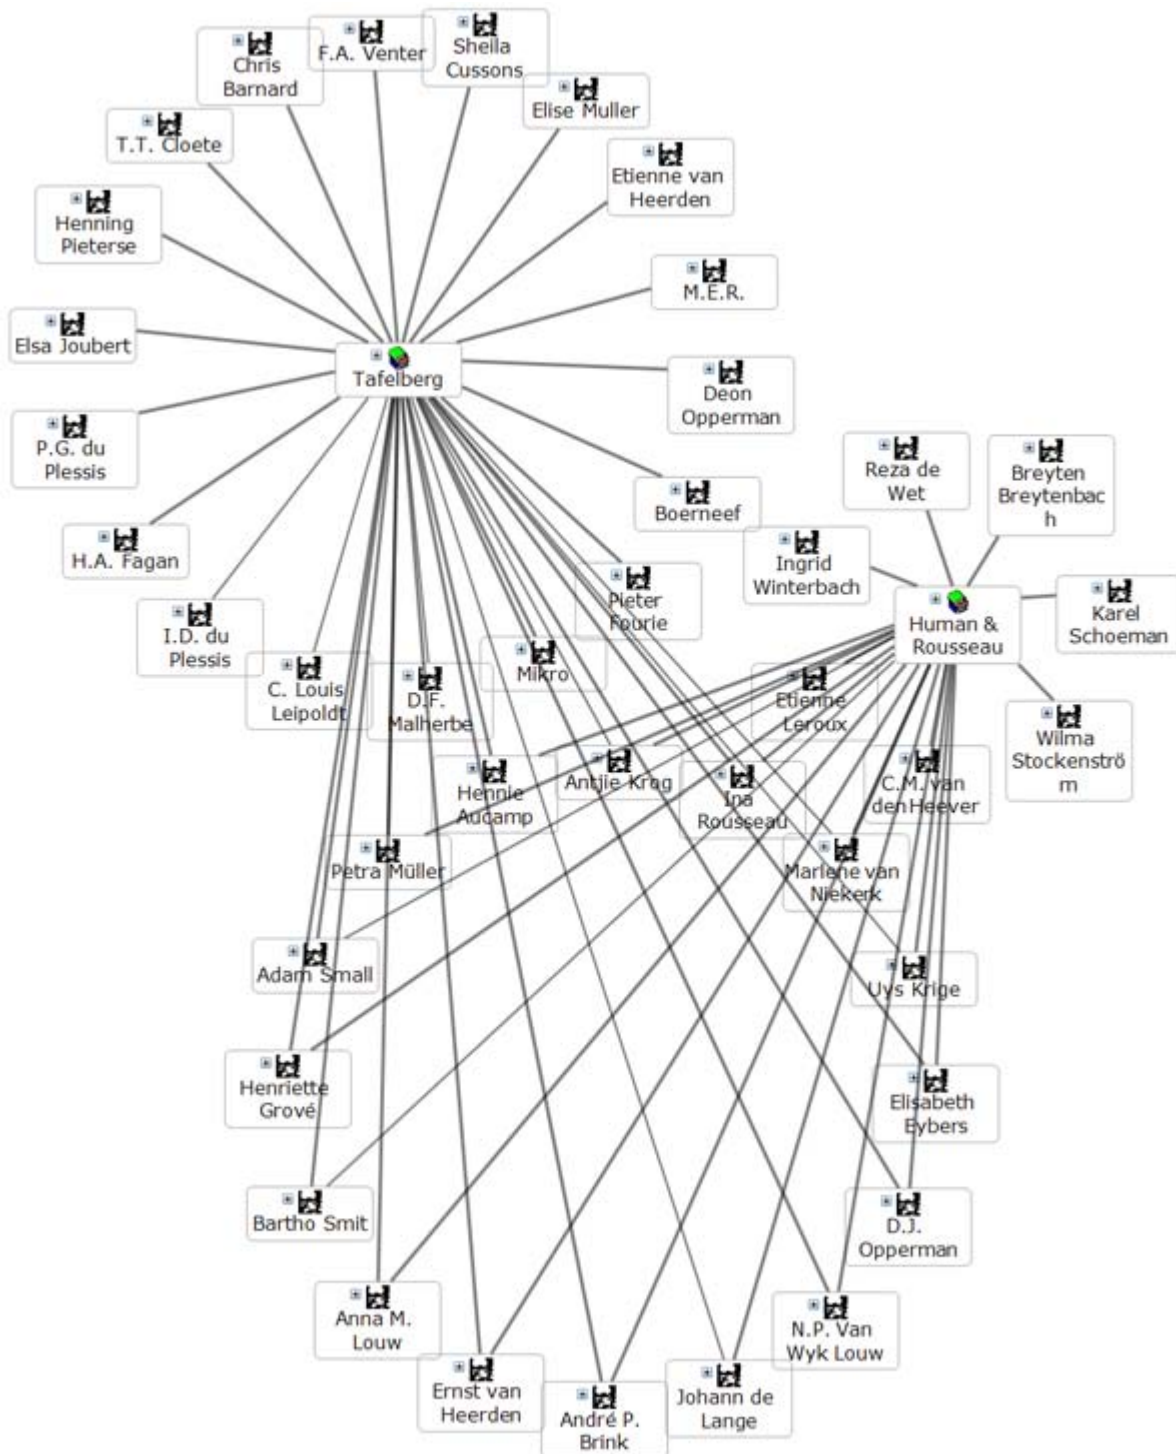 Chris
Barnard
F.A. Venter
Sheila
Cussons
Elise Muller
T.T. Cloete
Etienne van
Heerden
Henning
Pieterse
M.E.R.
Elsa Joubert
Tafelberg
Deon
Opperman
P.G. du
Plessis
Reza de
Wet
Breyten
Breytenbac
h
Boerneef
H.A. Fagan
Ingrid
Winterbach
Pieter
Fourie
Human &
Rousseau
Karel
Schoeman
I.D. du
Plessis
C. Louis
Leipoldt
D.F.
Malherbe
Mikro
Etienne
Leroux
Wilma
Stockenströ
m
Hennie
Aucamp
Antjie Krog
Ina
Rousseau
C.M. van
denHeever
Petra Müller
Marlene van
Niekerk
Adam Small
Uys Krige
Henriette
Grové
Elisabeth
Eybers
Bartho Smit
D.J.
Opperman
Anna M.
Louw
N.P. Van
Wyk Louw
Ernst van
Heerden
André P.
Brink
Johann de
Lange